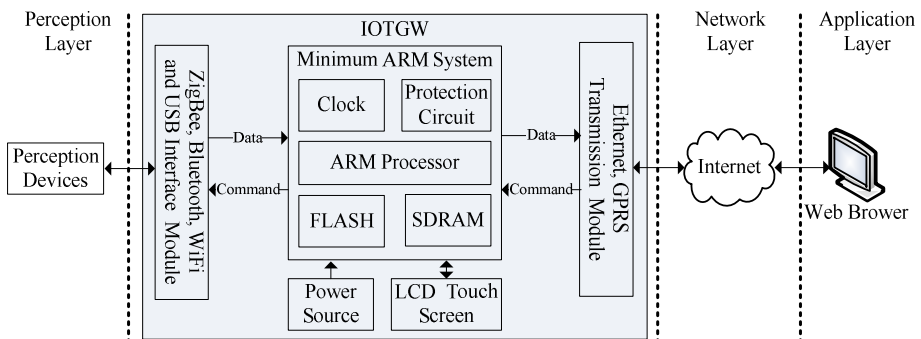 Perception
Layer
IOTGW
Network
Layer
Application
Layer
ZigBee, Bluetooth, WiFi
and USB Interface Module
Minimum ARM System
Clock
Protection
Circuit
ARM Processor
FLASH
SDRAM
Data
Command
Data
Command
Ethernet, GPRS
Transmission Module
Perception
Devices
Internet
Web Brower
Power
Source
LCD Touch
Screen